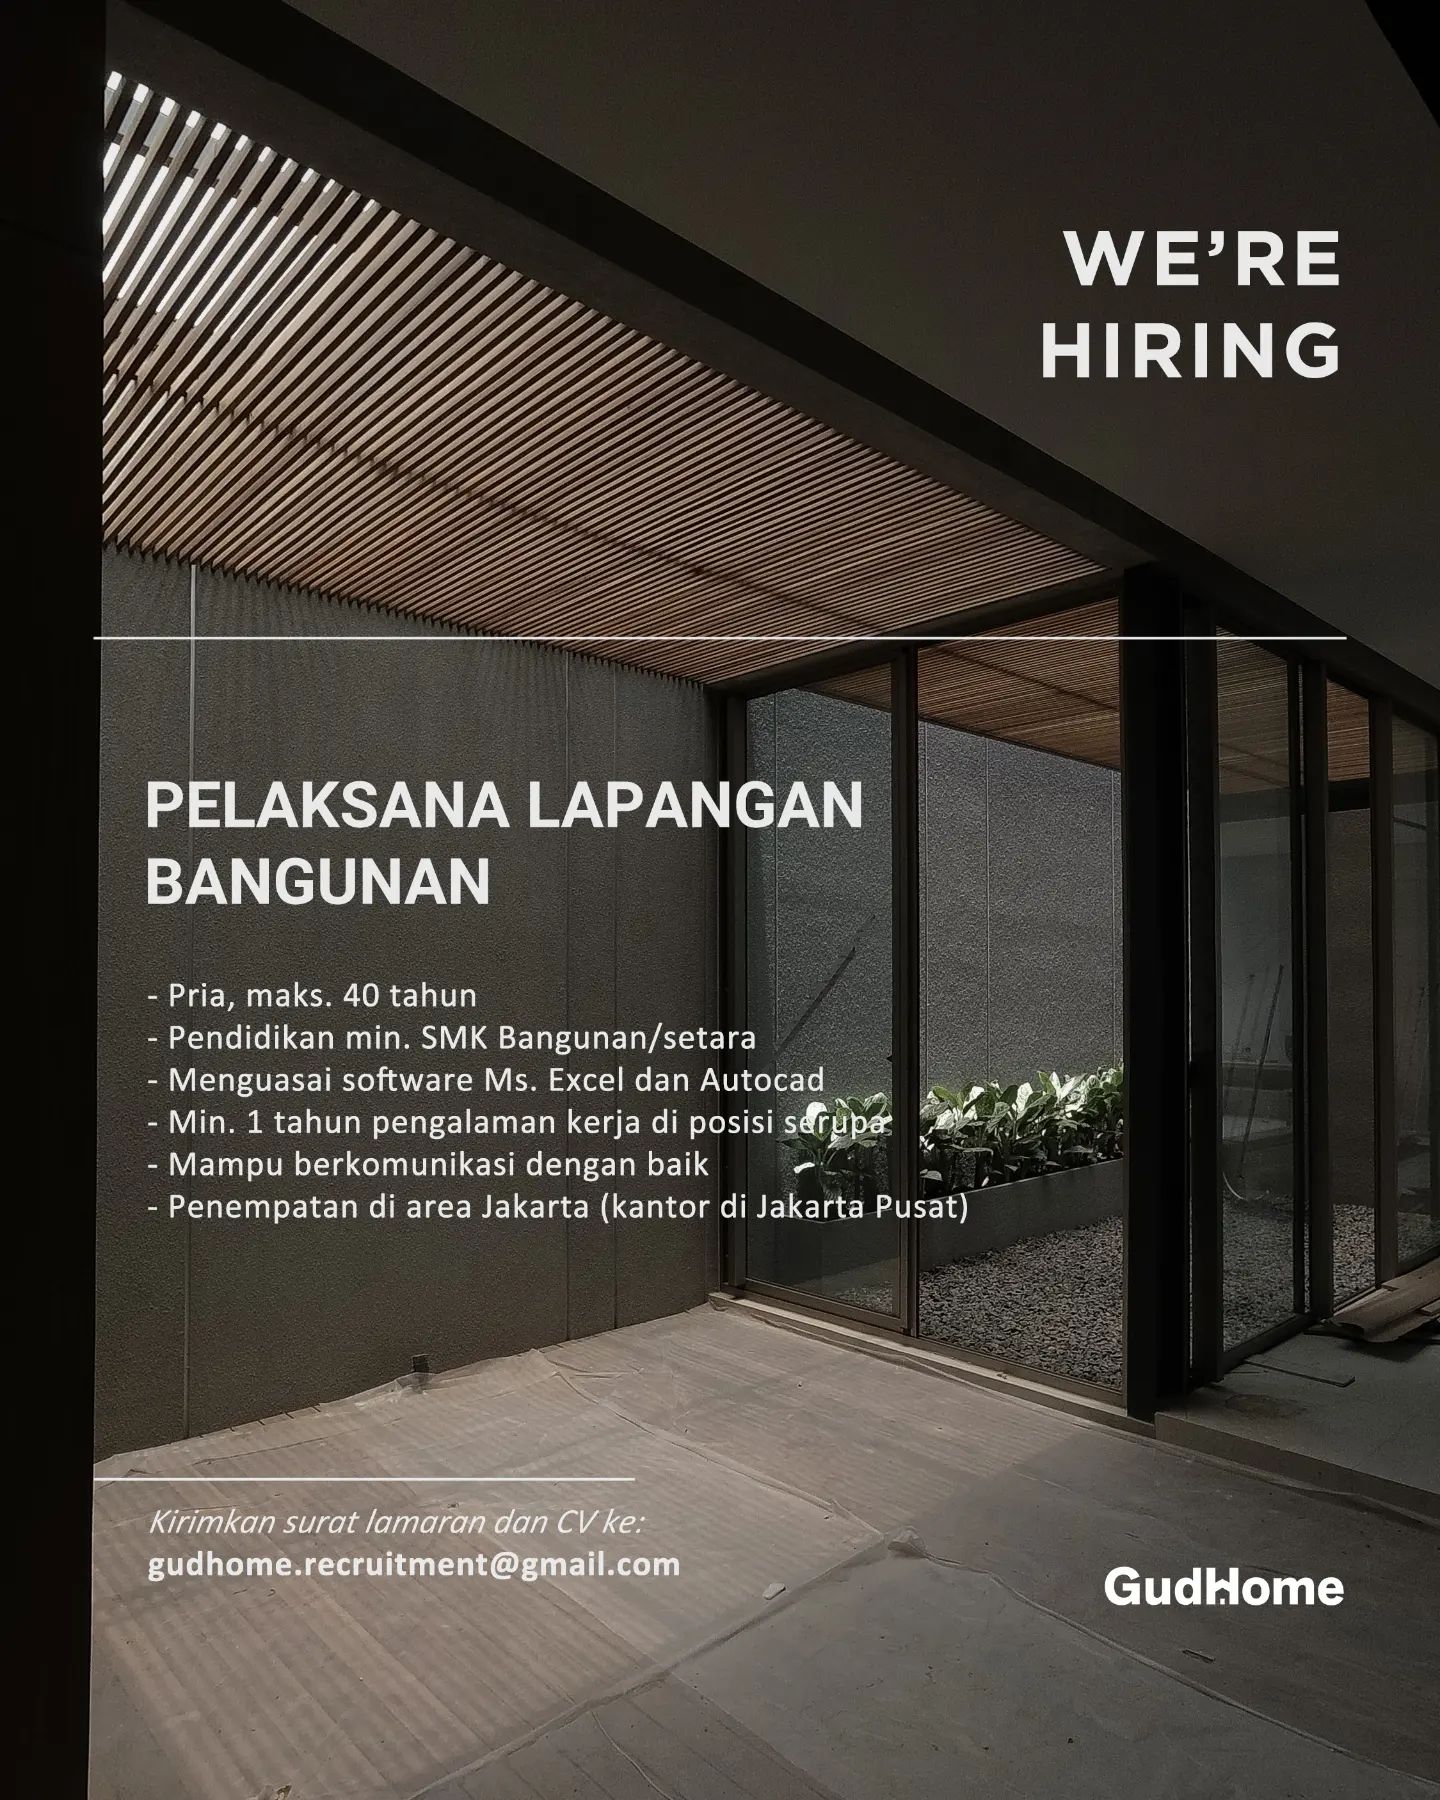 WE'RE
HIRING
PELAKSANA LAPANGAN
BANGUNAN
- Pria, maks. 40 tahun
- Pendidikan min. SMK Bangunan/setara
- Menguasai software Ms. Excel dan Autocad
- Min. 1 tahun pengalaman kerja di posisi serupa
- Mampu berkomunikasi dengan baik
- Penempatan di area Jakarta (kantor di Jakarta Pusat)
Kirimkan surat lamaran dan CV ke:
gudhome.recruitment@gmail.com
GudHome